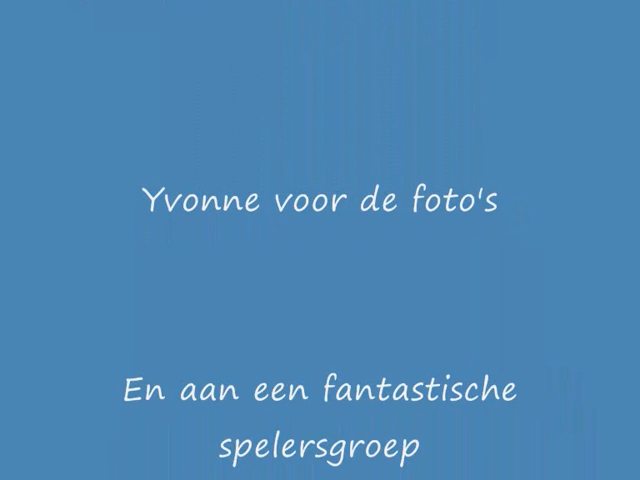 Yvonne voor de foto's
En aan een fantastische
spelersgroep